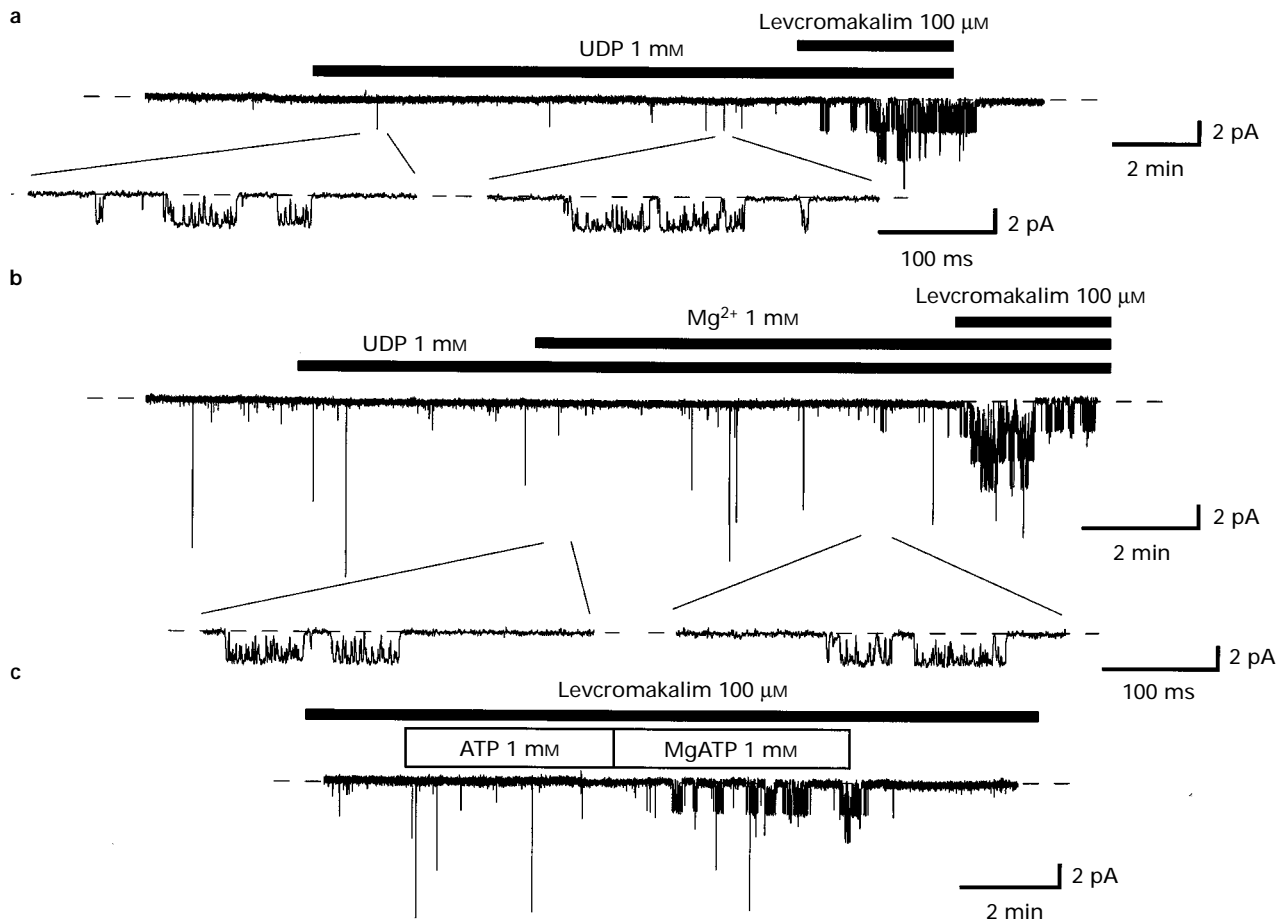 a
Levcromakalim 100 μM
UDP 1 mM
2 pA
2 min
2 pA
100 ms
b
Levcromakalim 100 μM
Mg²⁺ 1 mM
UDP 1 mM
2 pA
2 min
2 pA
100 ms
c
Levcromakalim 100 μM
ATP 1 mM MgATP 1 mM
2 pA
2 min